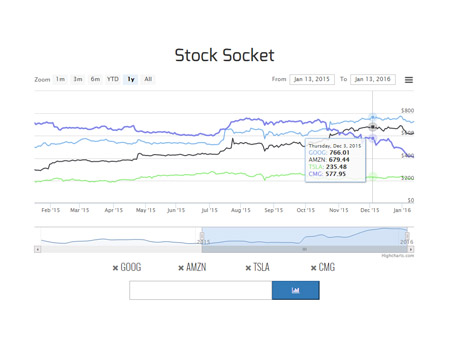 Stock Socket
Zoom 1m 3m 6m YTD 1y All From Jan 13, 2015 To Jan 13, 2016
$800
$600
$400
$200
$0
Thursday, Dec 3, 2015
GOOG: 766.01
AMZN: 679.44
TSLA: 235.48
CMG: 577.95
Feb '15 Mar '15 Apr '15 May '15 Jun '15 Jul '15 Aug '15 Sep '15 Oct '15 Nov '15 Dec '15 Jan '16
2015 2016
Highcharts.com
× GOOG × AMZN × TSLA × CMG